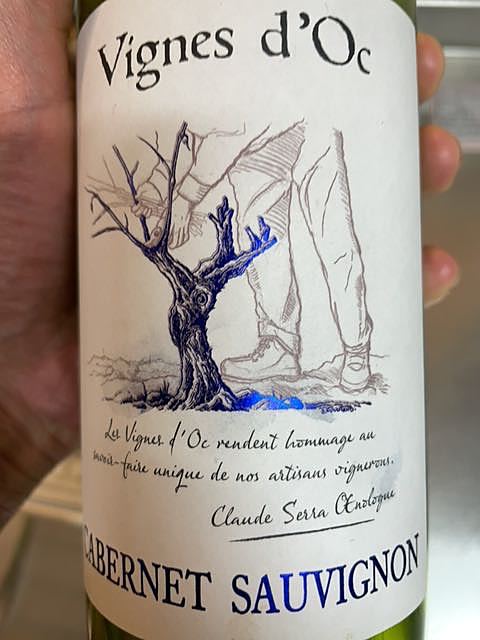 Vignes d'Oc
Les Vignes d'Oc rendent hommage au
savoir-faire unique de nos artisans vignerons.
Claude Serra Œnologue
CABERNET SAUVIGNON